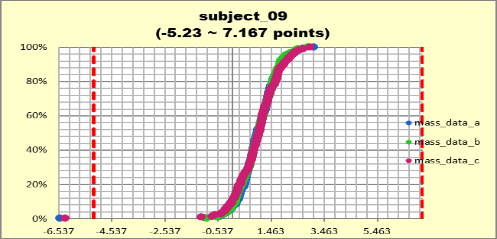 subject_09
(-5.23 ~ 7.167 points)
100%
80%
60%
40%
20%
0%
-6.537 -4.537 -2.537 -0.537 1.463 3.463 5.463
mass_data_a
mass_data_b
mass_data_c